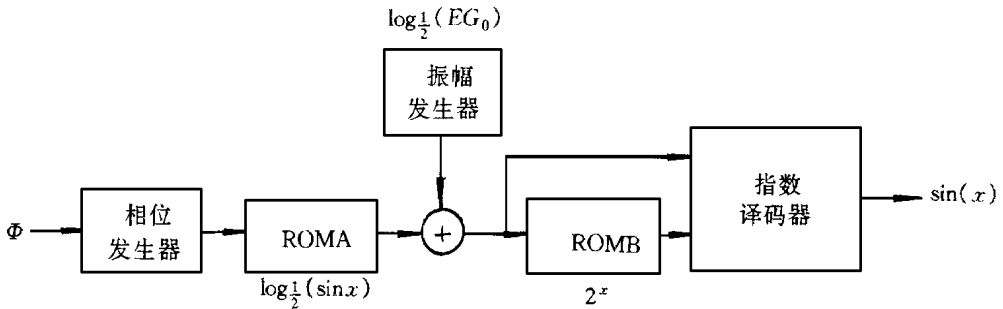 log½(EG₀)
振幅
发生器
Φ
相位
发生器
ROMA
log½(sinx)
+
ROMB
2ˣ
指数
译码器
sin(x)